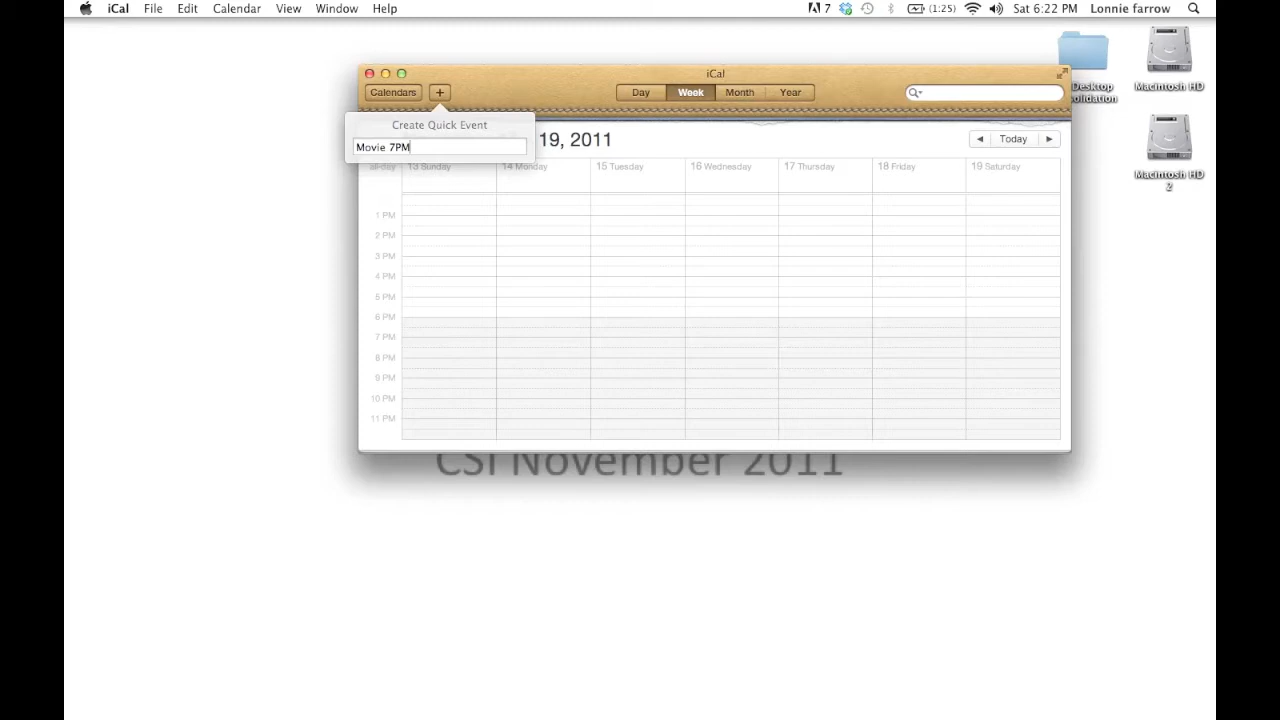 iCal File Edit Calendar View Window Help 7 (1:25) Sat 6:22 PM Lonnie farrow
iCal
Calendars + Day Week Month Year
Create Quick Event
Movie 7PM
19, 2011
Today
13 Sunday 14 Monday 15 Tuesday 16 Wednesday 17 Thursday 18 Friday 19 Saturday
1 PM
2 PM
3 PM
4 PM
5 PM
6 PM
7 PM
8 PM
9 PM
10 PM
11 PM
Desktop
Macintosh HD
Macintosh HD
2
CSI November 2011